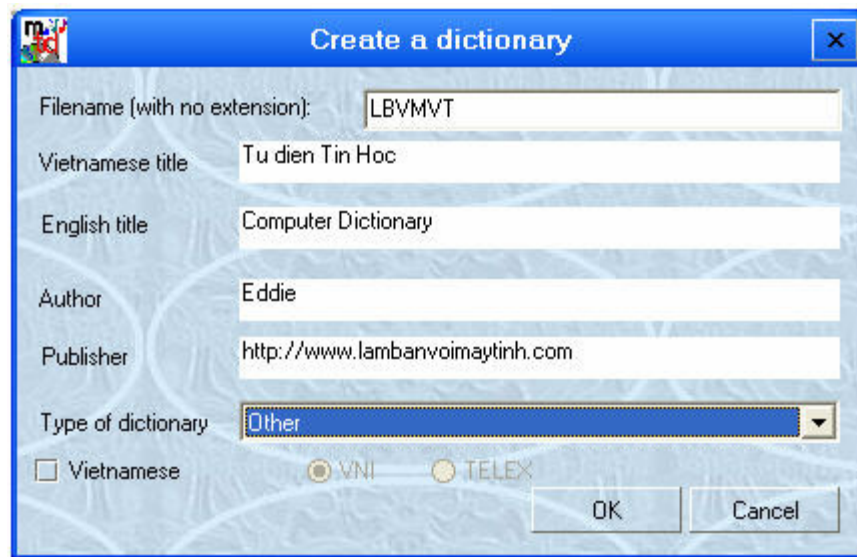 mtd
Create a dictionary
Filename (with no extension): LBVMVT
Vietnamese title Tu dien Tin Hoc
English title Computer Dictionary
Author Eddie
Publisher http://www.lambanvoimaytinh.com
Type of dictionary Other
Vietnamese VNI TELEX
OK Cancel